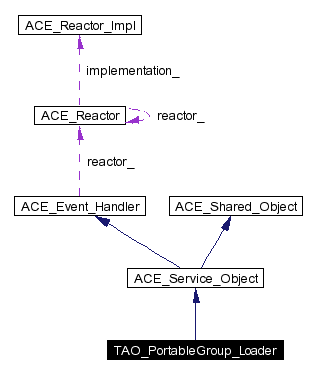 ACE_Reactor_Impl
implementation_
ACE_Reactor
reactor_
reactor_
ACE_Event_Handler
ACE_Shared_Object
ACE_Service_Object
TAO_PortableGroup_Loader